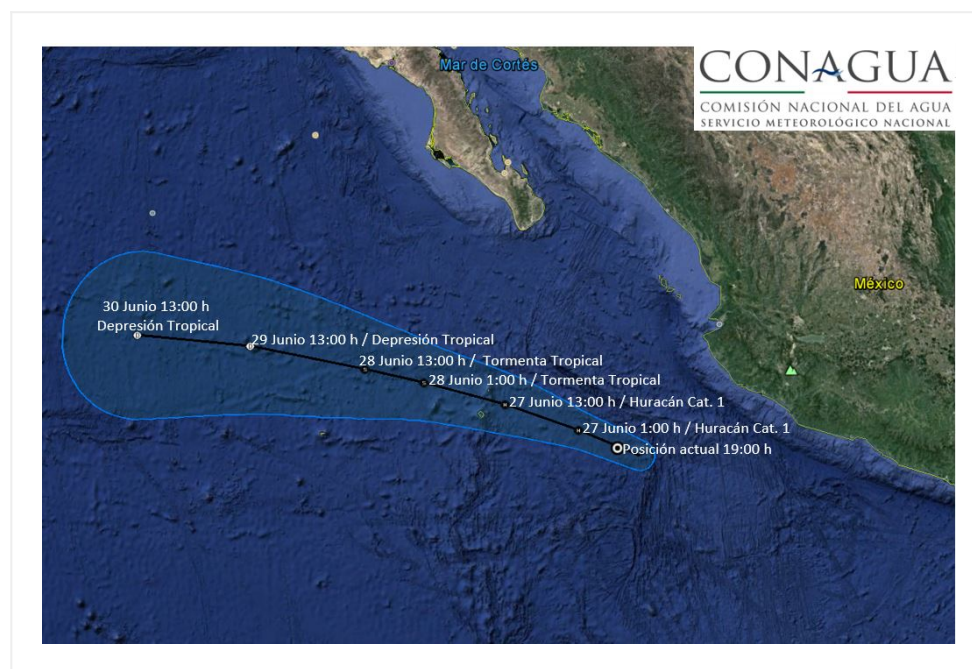 Mar de Cortés
CONAGUA
COMISIÓN NACIONAL DEL AGUA
SERVICIO METEOROLÓGICO NACIONAL
México
30 Junio 13:00 h
Depresión Tropical
29 Junio 13:00 h / Depresión Tropical
28 Junio 13:00 h / Tormenta Tropical
28 Junio 1:00 h / Tormenta Tropical
27 Junio 13:00 h / Huracán Cat. 1
27 Junio 1:00 h / Huracán Cat. 1
Posición actual 19:00 h